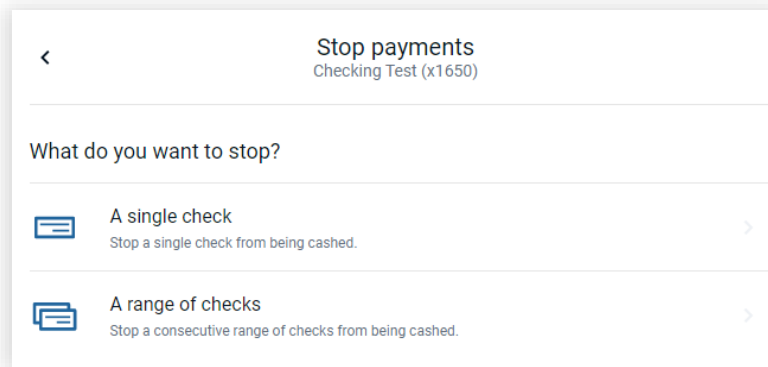 Stop payments
Checking Test (x1650)
What do you want to stop?
A single check
Stop a single check from being cashed.
A range of checks
Stop a consecutive range of checks from being cashed.